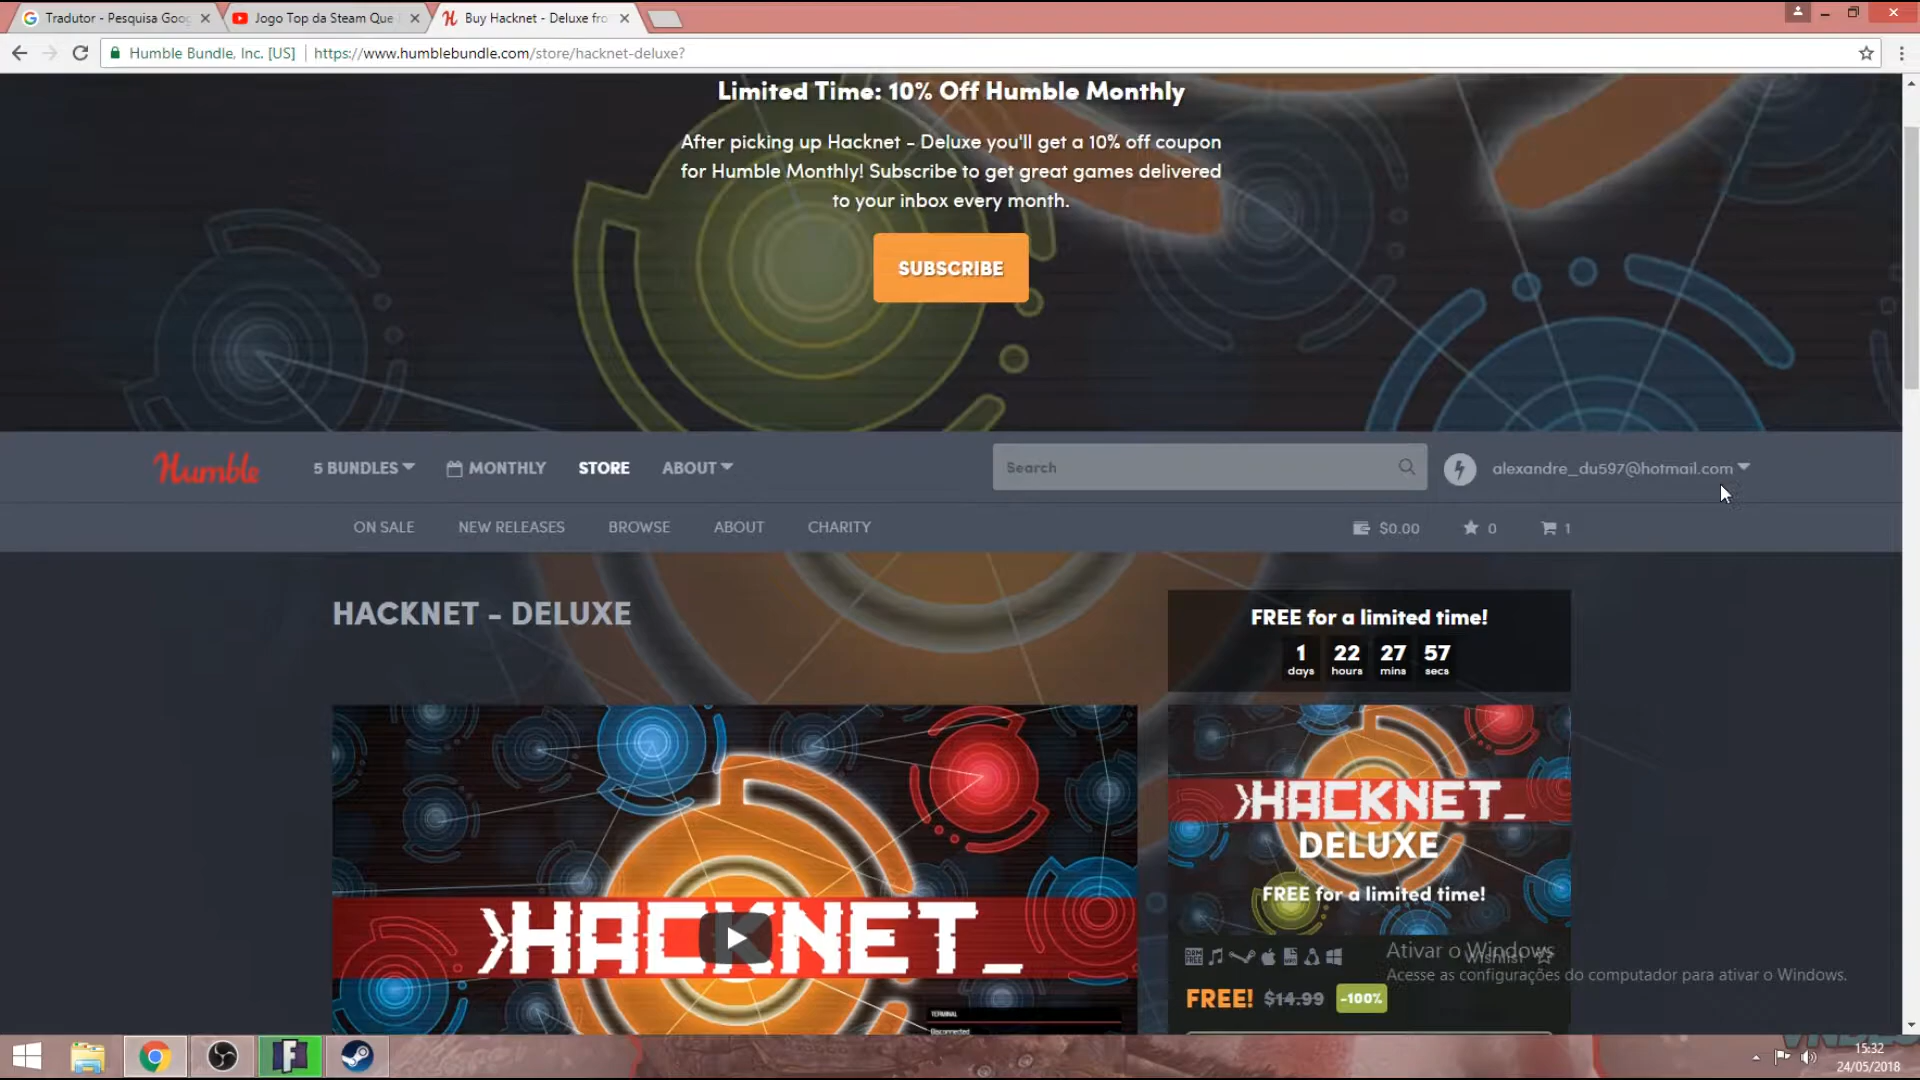 Tradutor - Pesquisa Goog
Jogo Top da Steam Que
Buy Hacknet - Deluxe fro
Humble Bundle, Inc. [US]
https://www.humblebundle.com/store/hacknet-deluxe?
Limited Time: 10% Off Humble Monthly
After picking up Hacknet - Deluxe you'll get a 10% off coupon
for Humble Monthly! Subscribe to get great games delivered
to your inbox every month.
SUBSCRIBE
Humble
5 BUNDLES
MONTHLY
STORE
ABOUT
Search
alexandre_du597@hotmail.com
ON SALE
NEW RELEASES
BROWSE
ABOUT
CHARITY
$0.00
0
1
HACKNET - DELUXE
FREE for a limited time!
1 22 27 57
days hours mins secs
HACKNET_
DELUXE
FREE for a limited time!
HACKNET_
TERMINAL
Disconnected
Ativar o Windows
Acesse as configurações do computador para ativar o Windows.
FREE! $14.99 -100%
15:32
24/05/2018